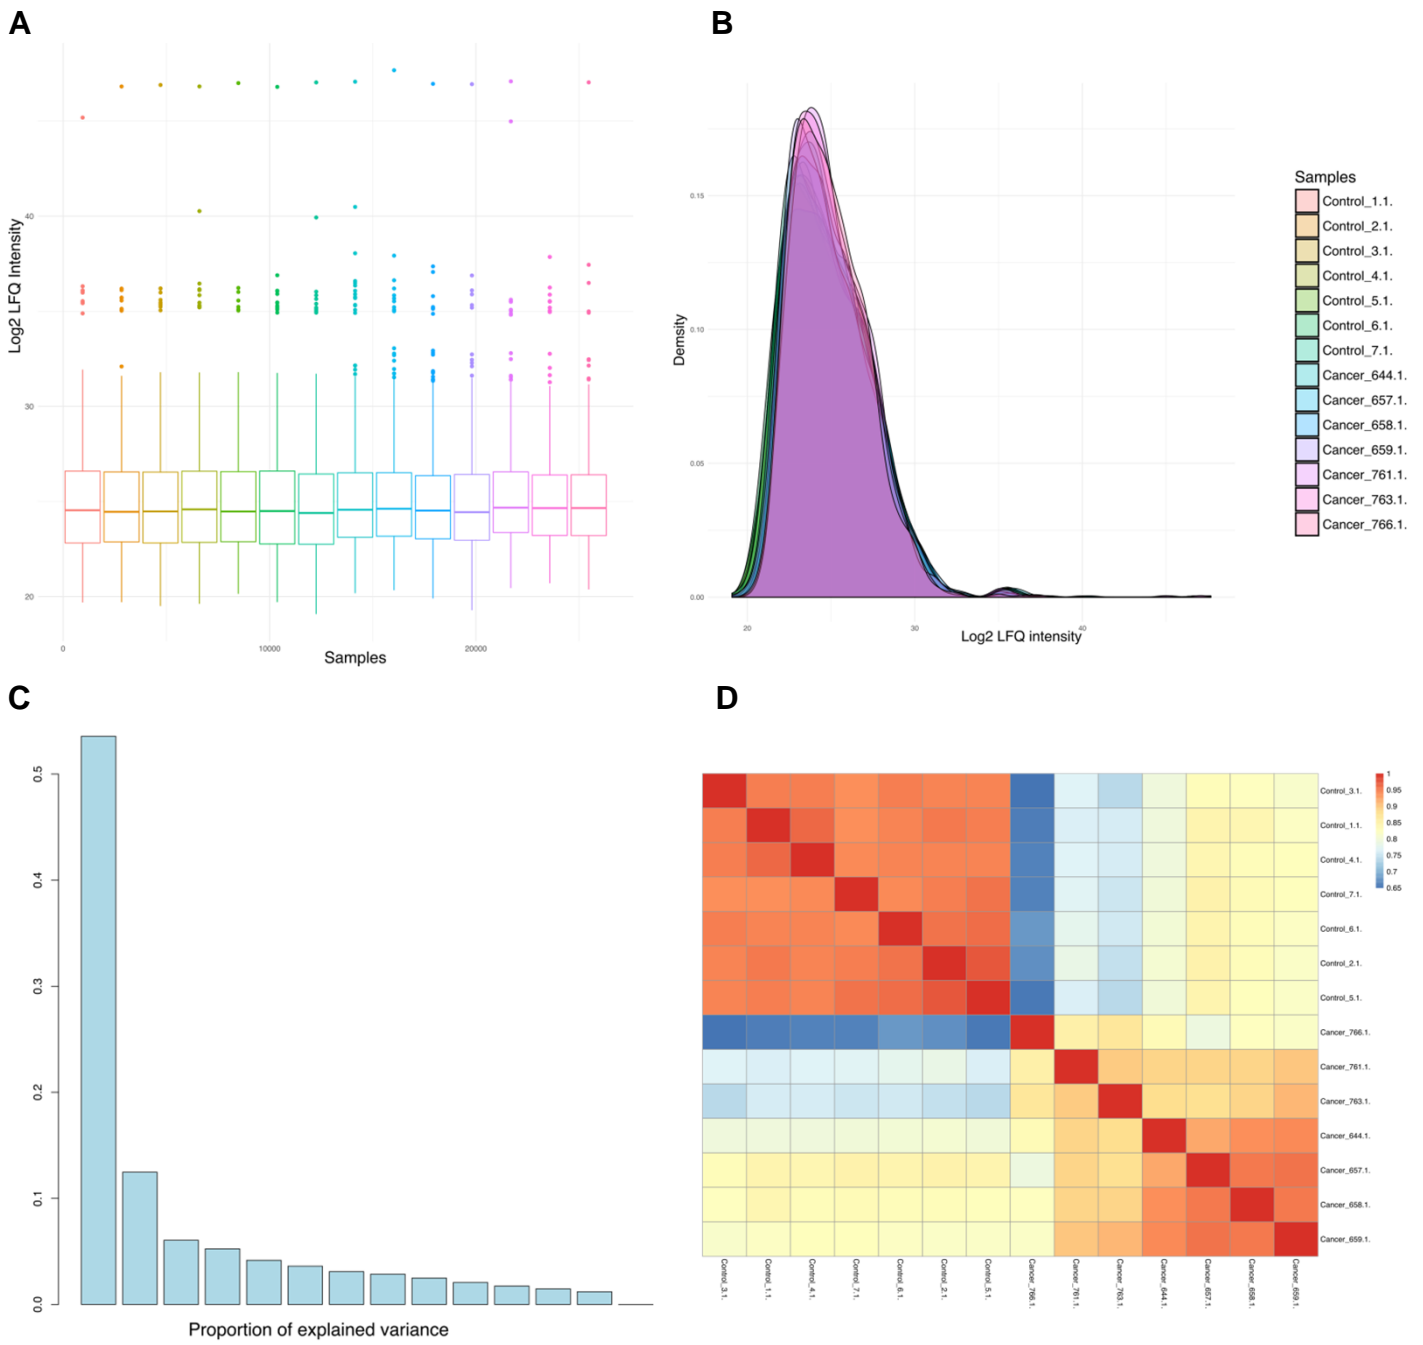 A
B
40
30
20
0
10000
20000
Log2 LFQ Intensity
Samples
0.15
0.10
0.05
0.00
20
30
40
Demsity
Log2 LFQ intensity
Samples
Control_1.1.
Control_2.1.
Control_3.1.
Control_4.1.
Control_5.1.
Control_6.1.
Control_7.1.
Cancer_644.1.
Cancer_657.1.
Cancer_658.1.
Cancer_659.1.
Cancer_761.1.
Cancer_763.1.
Cancer_766.1.
C
D
0.5
0.4
0.3
0.2
0.1
0.0
Proportion of explained variance
1
0.95
0.9
0.85
0.8
0.75
0.7
0.65
Control_3.1.
Control_1.1.
Control_4.1.
Control_7.1.
Control_6.1.
Control_2.1.
Control_5.1.
Cancer_766.1.
Cancer_761.1.
Cancer_763.1.
Cancer_644.1.
Cancer_657.1.
Cancer_658.1.
Cancer_659.1.
Control_3.1.
Control_1.1.
Control_4.1.
Control_7.1.
Control_6.1.
Control_2.1.
Control_5.1.
Cancer_766.1.
Cancer_761.1.
Cancer_763.1.
Cancer_644.1.
Cancer_657.1.
Cancer_658.1.
Cancer_659.1.